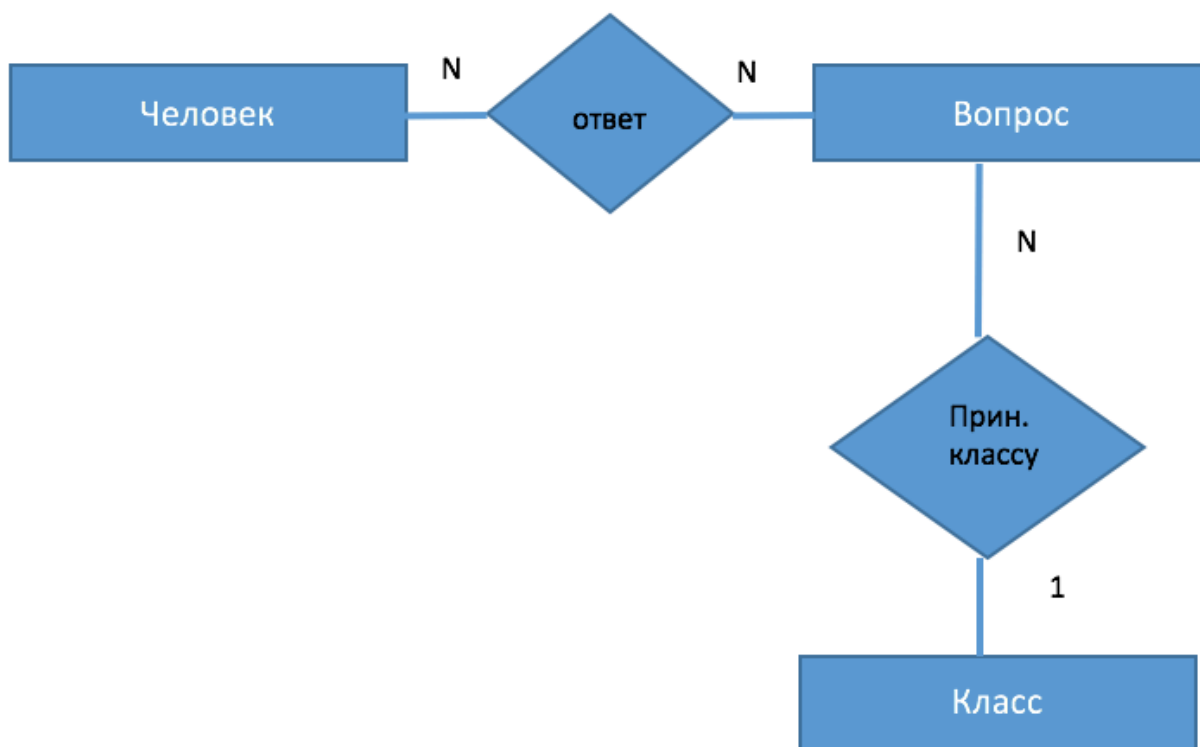 Человек
N
ответ
N
Вопрос
N
Прин.
классу
1
Класс